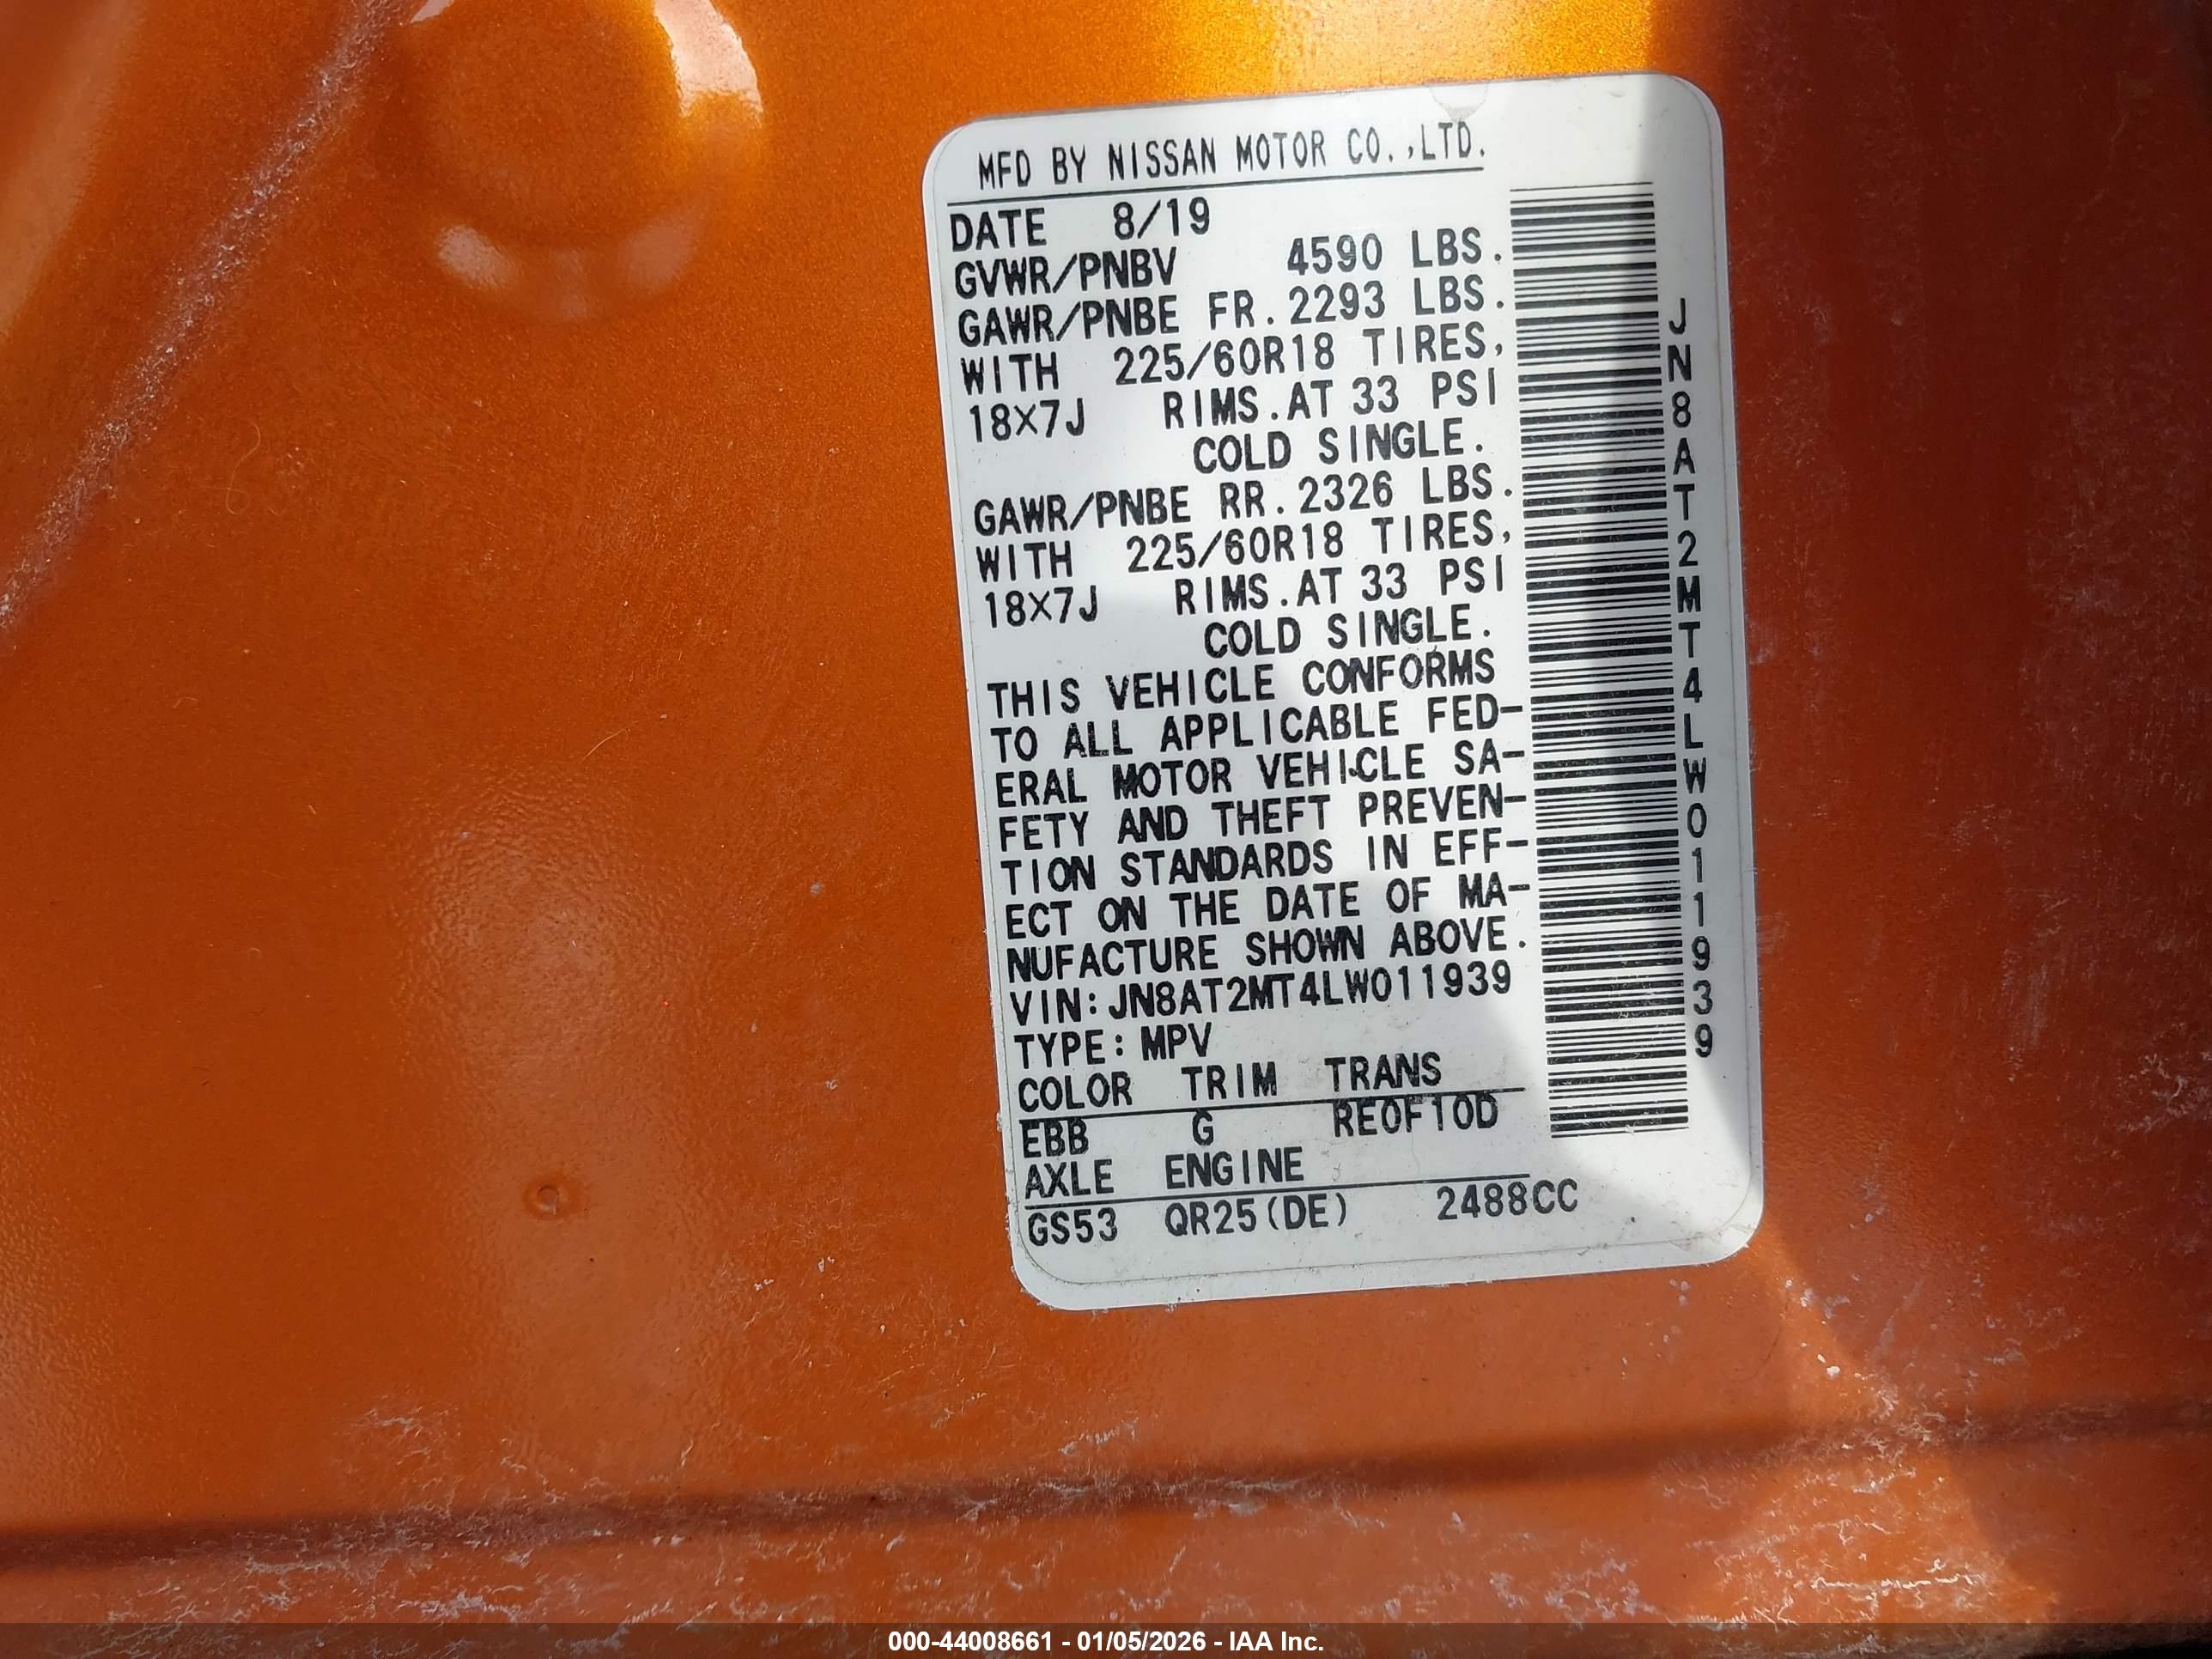 MFD BY NISSAN MOTOR CO.,LTD.
DATE 8/19
GVWR/PNBV 4590 LBS.
GAWR/PNBE FR. 2293 LBS.
WITH 225/60R18 TIRES,
18X7J RIMS.AT 33 PSI
COLD SINGLE.
GAWR/PNBE RR. 2326 LBS.
WITH 225/60R18 TIRES,
18X7J RIMS.AT 33 PSI
COLD SINGLE.
THIS VEHICLE CONFORMS
TO ALL APPLICABLE FED-
ERAL MOTOR VEHICLE SA-
FETY AND THEFT PREVEN-
TION STANDARDS IN EFF-
ECT ON THE DATE OF MA-
NUFACTURE SHOWN ABOVE.
VIN:JN8AT2MT4LW011939
TYPE:MPV
COLOR TRIM TRANS
EBB G RE0F10D
AXLE ENGINE
GS53 QR25(DE) 2488CC
JN8AT2MT4LW011939
000-44008661 - 01/05/2026 - IAA Inc.